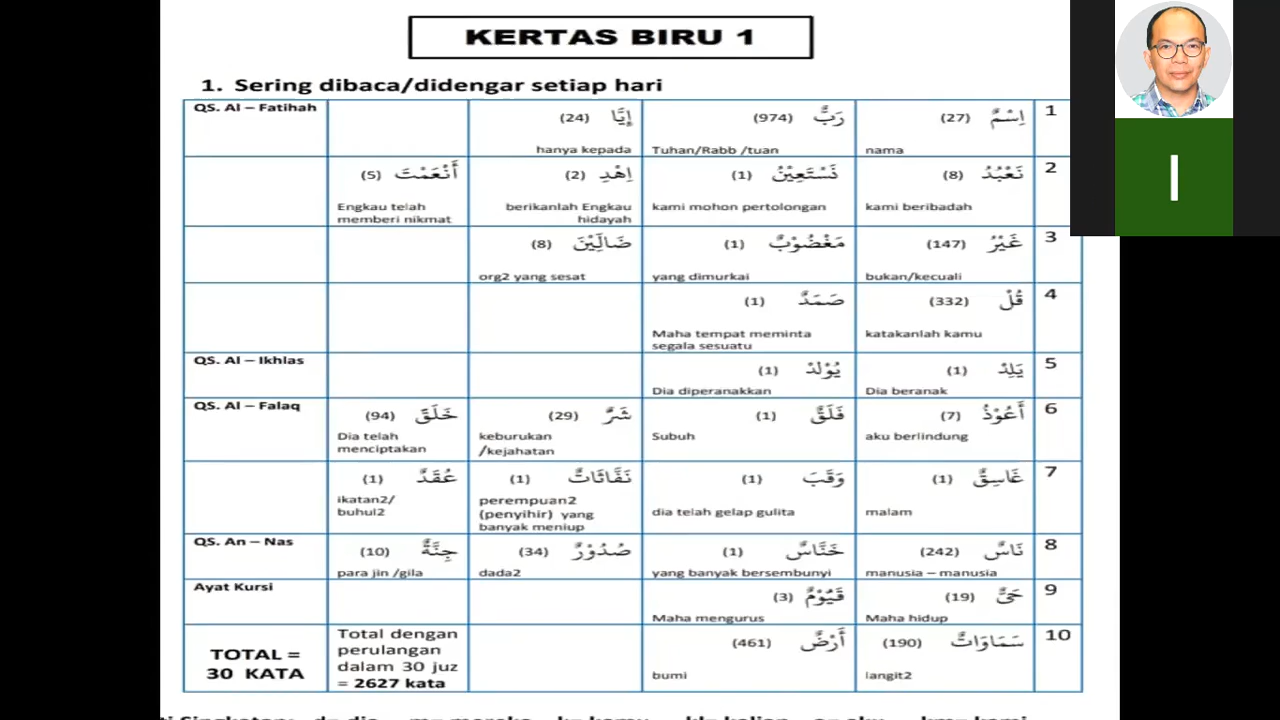 KERTAS BIRU 1
1. Sering dibaca/didengar setiap hari
QS. Al – Fatihah
(24) إِيَّا
(974) رَبٌّ
(27) اِسْمٌ
1
hanya kepada
Tuhan/Rabb /tuan
nama
(5) أَنْعَمْتَ
(2) اِهْدِ
(1) نَسْتَعِيْنُ
(8) نَعْبُدُ
2
Engkau telah
memberi nikmat
berikanlah Engkau
hidayah
kami mohon pertolongan
kami beribadah
(8) ضَالِّيْنَ
(1) مَغْضُوْبٌ
(147) غَيْرُ
3
org2 yang sesat
yang dimurkai
bukan/kecuali
(1) صَمَدٌ
(332) قُلْ
4
Maha tempat meminta
segala sesuatu
katakanlah kamu
QS. Al – Ikhlas
(1) يُوْلَدْ
(1) يَلِدْ
5
Dia diperanakkan
Dia beranak
QS. Al – Falaq
(94) خَلَقَ
(29) شَرٌّ
(1) فَلَقٌ
(7) أَعُوْذُ
6
Dia telah
menciptakan
keburukan
/kejahatan
Subuh
aku berlindung
(1) عُقَدٌ
(1) نَفَّاثَاتٌ
(1) وَقَبَ
(1) غَاسِقٌ
7
ikatan2/
buhul2
perempuan2
(penyihir) yang
banyak meniup
dia telah gelap gulita
malam
QS. An – Nas
(10) جِنَّةٌ
(34) صُدُوْرٌ
(1) خَنَّاسٌ
(242) نَاسٌ
8
para jin /gila
dada2
yang banyak bersembunyi
manusia – manusia
Ayat Kursi
(3) قَيُّوْمٌ
(19) حَيٌّ
9
Maha mengurus
Maha hidup
TOTAL =
30 KATA
Total dengan
perulangan
dalam 30 juz
= 2627 kata
(461) أَرْضٌ
(190) سَمَاوَاتٌ
10
bumi
langit2
I